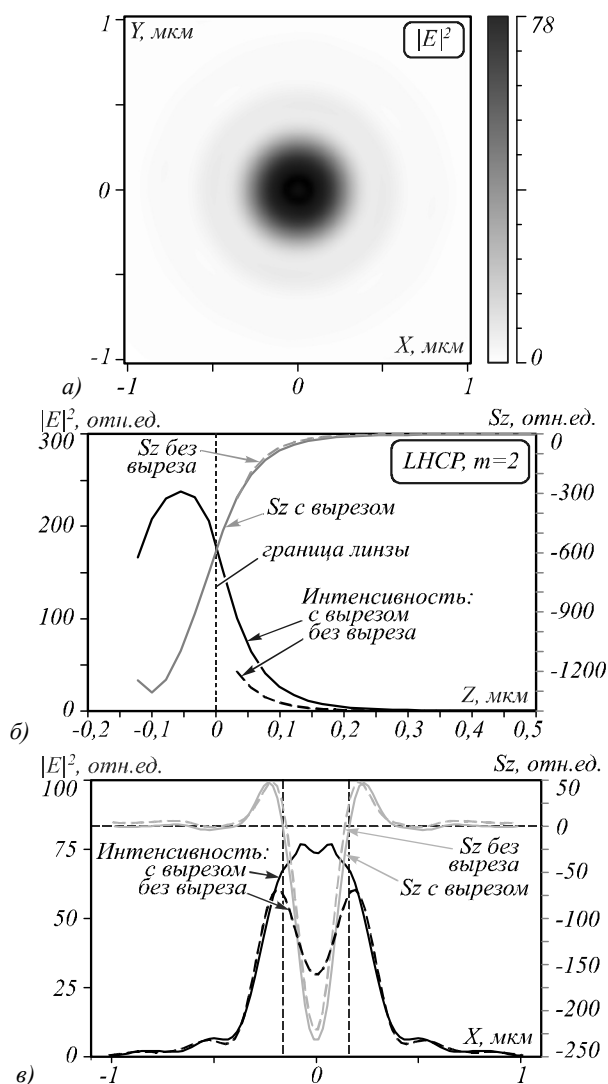 1
Y, мкм
|E|²
78
0
-1
0
X, мкм
-1
0
1
а)
|E|², отн.ед.
Sz, отн.ед.
300
200
100
0
Sz без
выреза
LHCP, m=2
Sz с вырезом
граница линзы
Интенсивность:
с вырезом
без выреза
Z, мкм
0
-300
-600
-900
-1200
-0,2
-0,1
0
0,1
0,2
0,3
0,4
0,5
б)
|E|², отн.ед.
Sz, отн.ед.
100
75
50
25
0
Интенсивность:
с вырезом
без выреза
Sz без
выреза
Sz с вырезом
X, мкм
50
0
-50
-100
-150
-200
-250
-1
0
1
в)